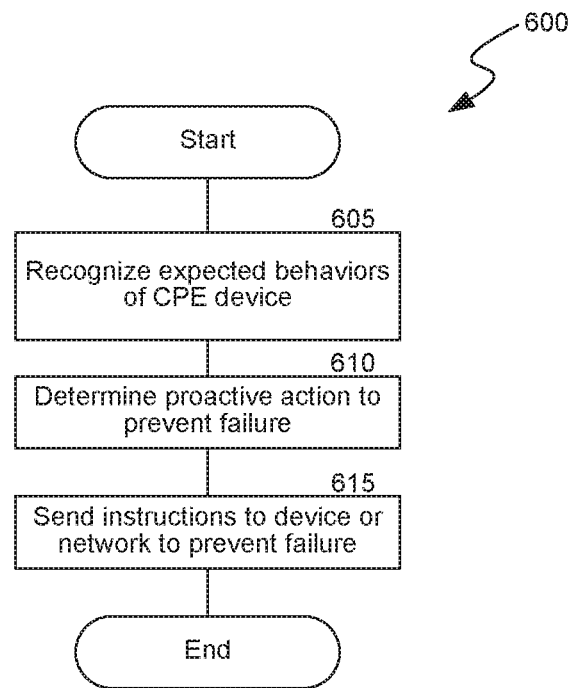 600
Start
605
Recognize expected behaviors
of CPE device
610
Determine proactive action to
prevent failure
615
Send instructions to device or
network to prevent failure
End